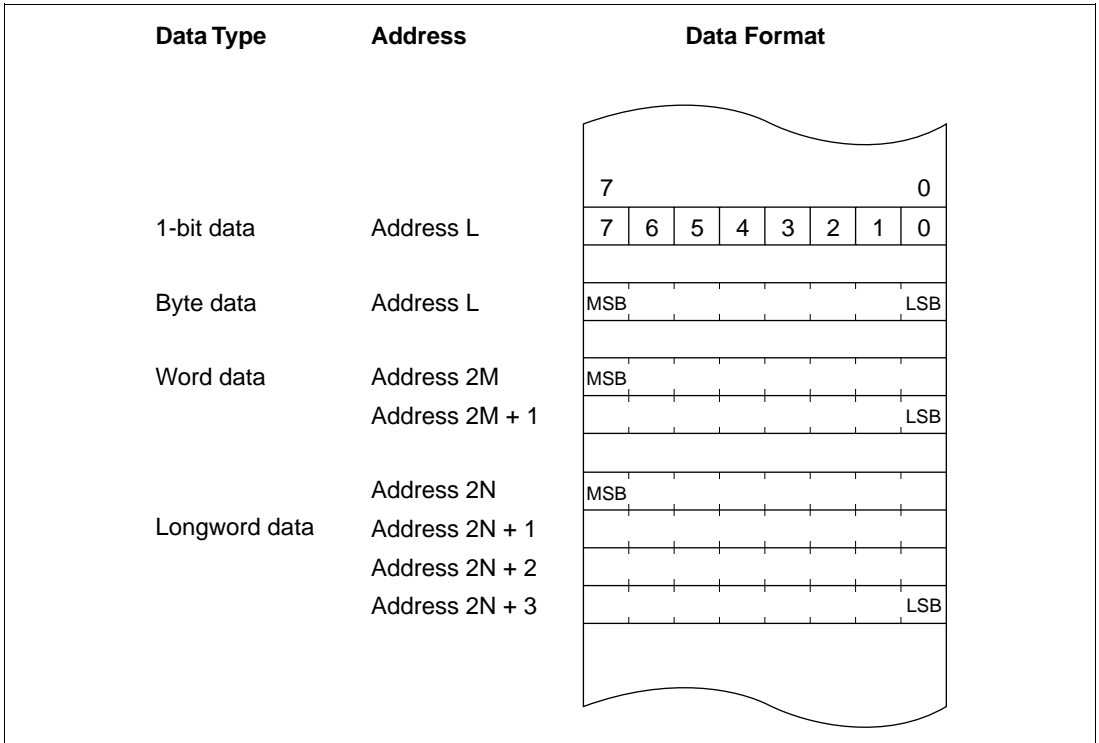 Data Type Address Data Format
7 0
1-bit data Address L 7 6 5 4 3 2 1 0
Byte data Address L MSB LSB
Word data Address 2M MSB
Address 2M + 1 LSB
Address 2N MSB
Longword data Address 2N + 1
Address 2N + 2
Address 2N + 3 LSB